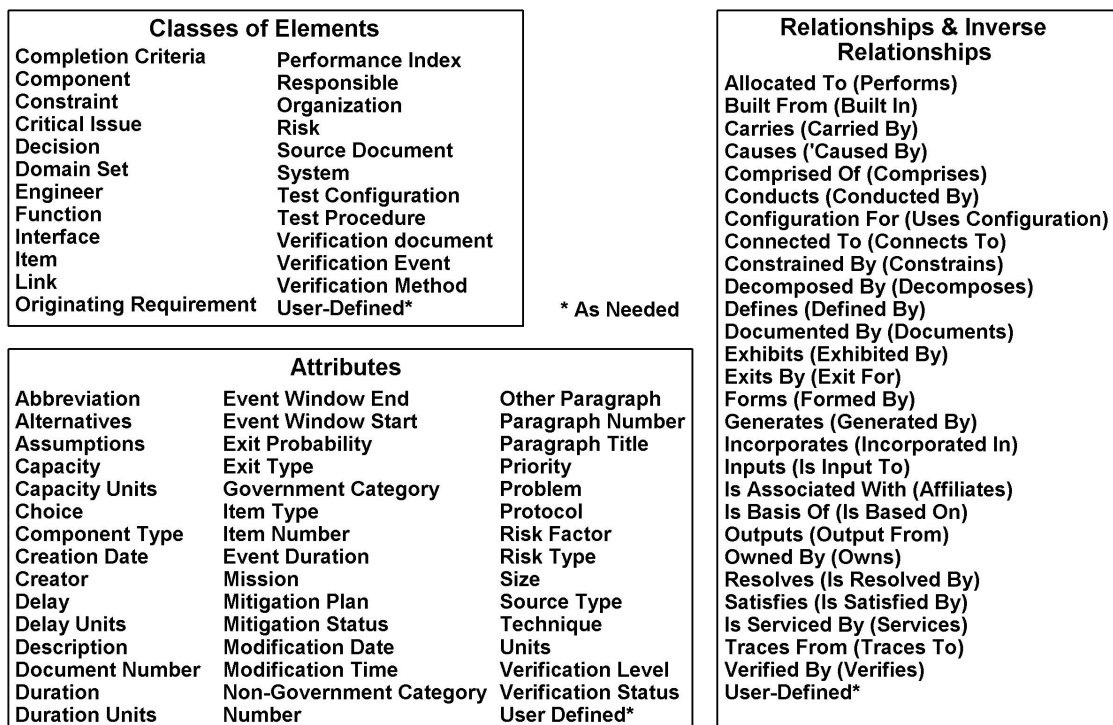 Classes of Elements
Completion Criteria
Component
Constraint
Critical Issue
Decision
Domain Set
Engineer
Function
Interface
Item
Link
Originating Requirement
Performance Index
Responsible
Organization
Risk
Source Document
System
Test Configuration
Test Procedure
Verification document
Verification Event
Verification Method
User-Defined*
* As Needed
Attributes
Abbreviation
Alternatives
Assumptions
Capacity
Capacity Units
Choice
Component Type
Creation Date
Creator
Delay
Delay Units
Description
Document Number
Duration
Duration Units
Event Window End
Event Window Start
Exit Probability
Exit Type
Government Category
Item Type
Item Number
Event Duration
Mission
Mitigation Plan
Mitigation Status
Modification Date
Modification Time
Non-Government Category
Number
Other Paragraph
Paragraph Number
Paragraph Title
Priority
Problem
Protocol
Risk Factor
Risk Type
Size
Source Type
Technique
Units
Verification Level
Verification Status
User Defined*
Relationships & Inverse
Relationships
Allocated To (Performs)
Built From (Built In)
Carries (Carried By)
Causes ('Caused By)
Comprised Of (Comprises)
Conducts (Conducted By)
Configuration For (Uses Configuration)
Connected To (Connects To)
Constrained By (Constrains)
Decomposed By (Decomposes)
Defines (Defined By)
Documented By (Documents)
Exhibits (Exhibited By)
Exits By (Exit For)
Forms (Formed By)
Generates (Generated By)
Incorporates (Incorporated In)
Inputs (Is Input To)
Is Associated With (Affiliates)
Is Basis Of (Is Based On)
Outputs (Output From)
Owned By (Owns)
Resolves (Is Resolved By)
Satisfies (Is Satisfied By)
Is Serviced By (Services)
Traces From (Traces To)
Verified By (Verifies)
User-Defined*